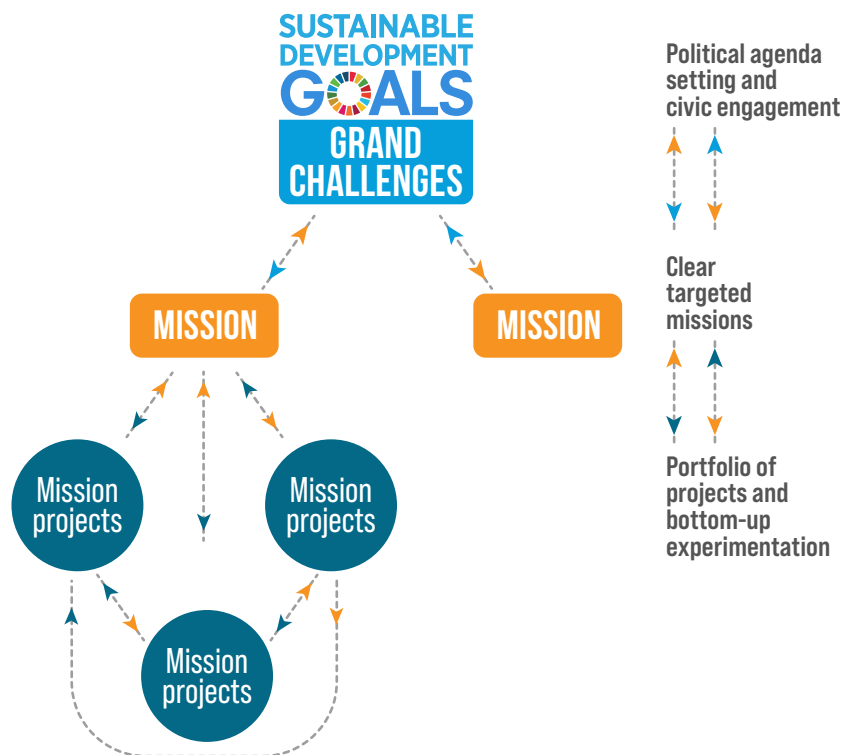 SUSTAINABLE
DEVELOPMENT
GOALS
GRAND
CHALLENGES
Political agenda
setting and
civic engagement
MISSION
MISSION
Clear
targeted
missions
Mission
projects
Mission
projects
Mission
projects
Portfolio of
projects and
bottom-up
experimentation